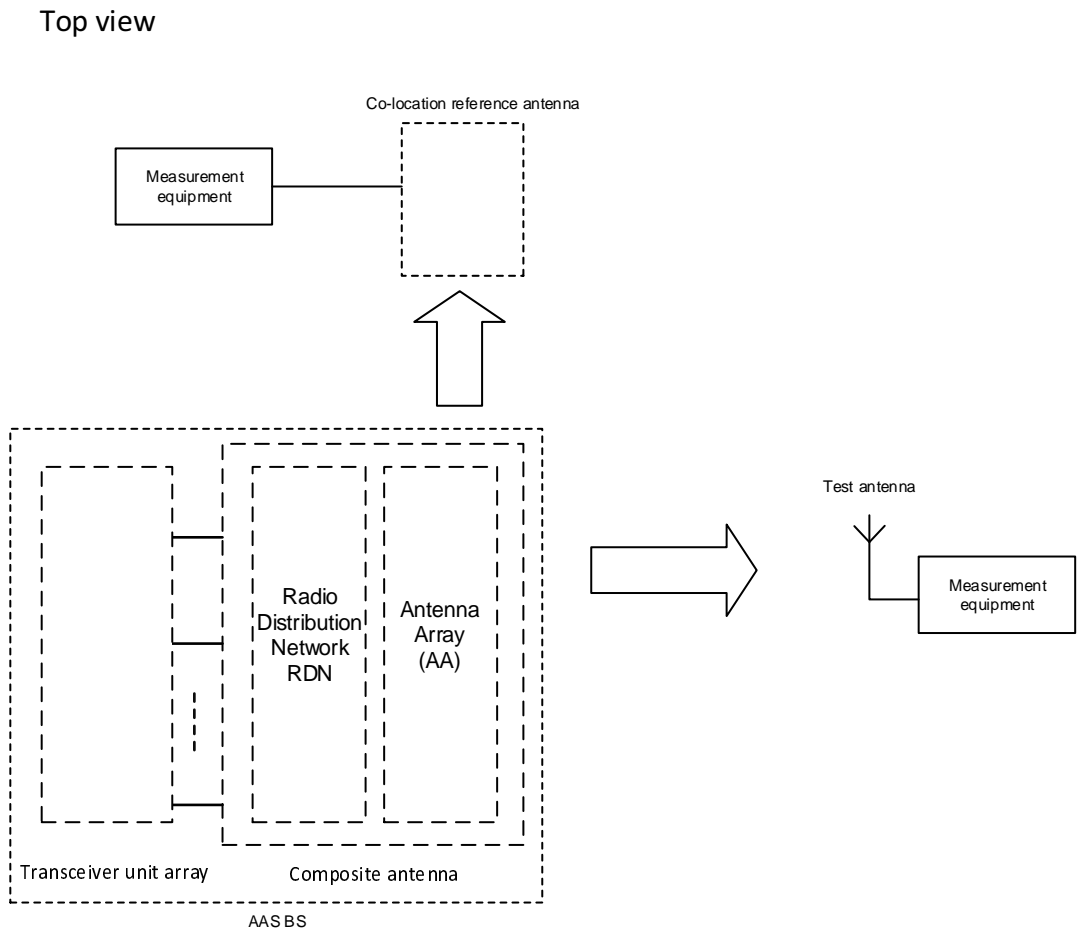 Top view
Co-location reference antenna
Measurement
equipment
Test antenna
Measurement
equipment
Radio
Distribution
Network
RDN
Antenna
Array
(AA)
Transceiver unit array
Composite antenna
AAS BS